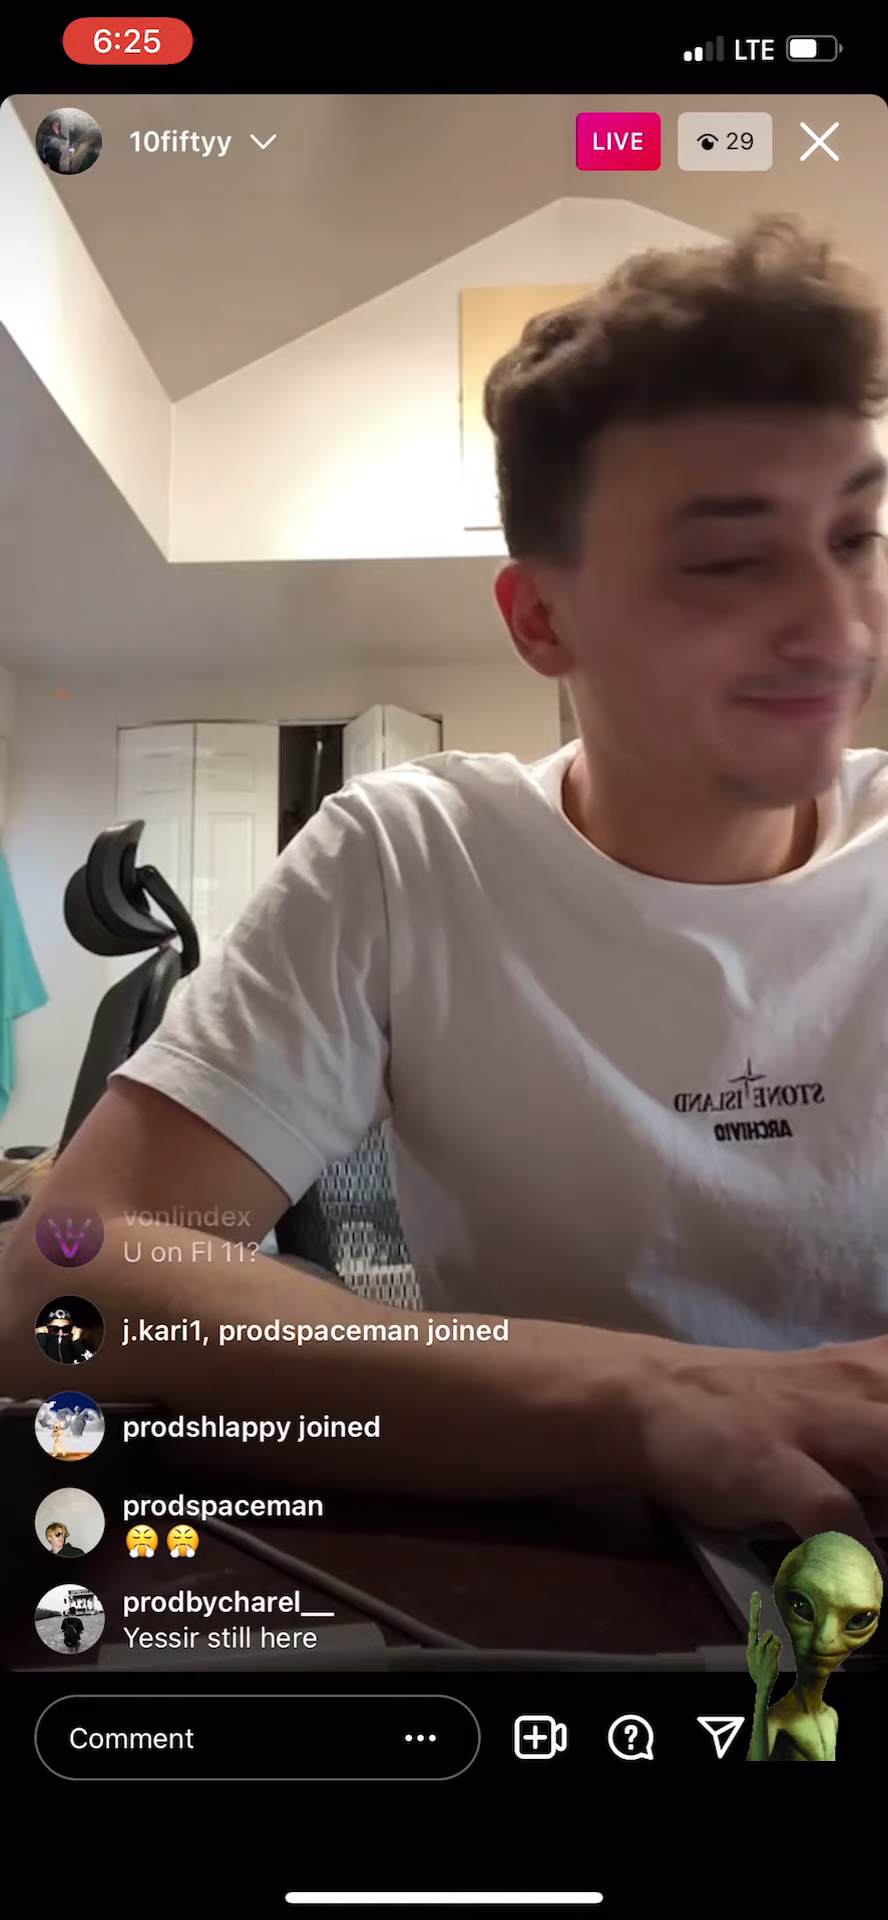 6:25
LTE
10fiftyy
LIVE
29
STONE ISLAND
ARCHIVIO
vonlindex
U on Fl 11?
j.kari1, prodspaceman joined
prodshlappy joined
prodspaceman
😤 😤
prodbycharel__
Yessir still here
Comment